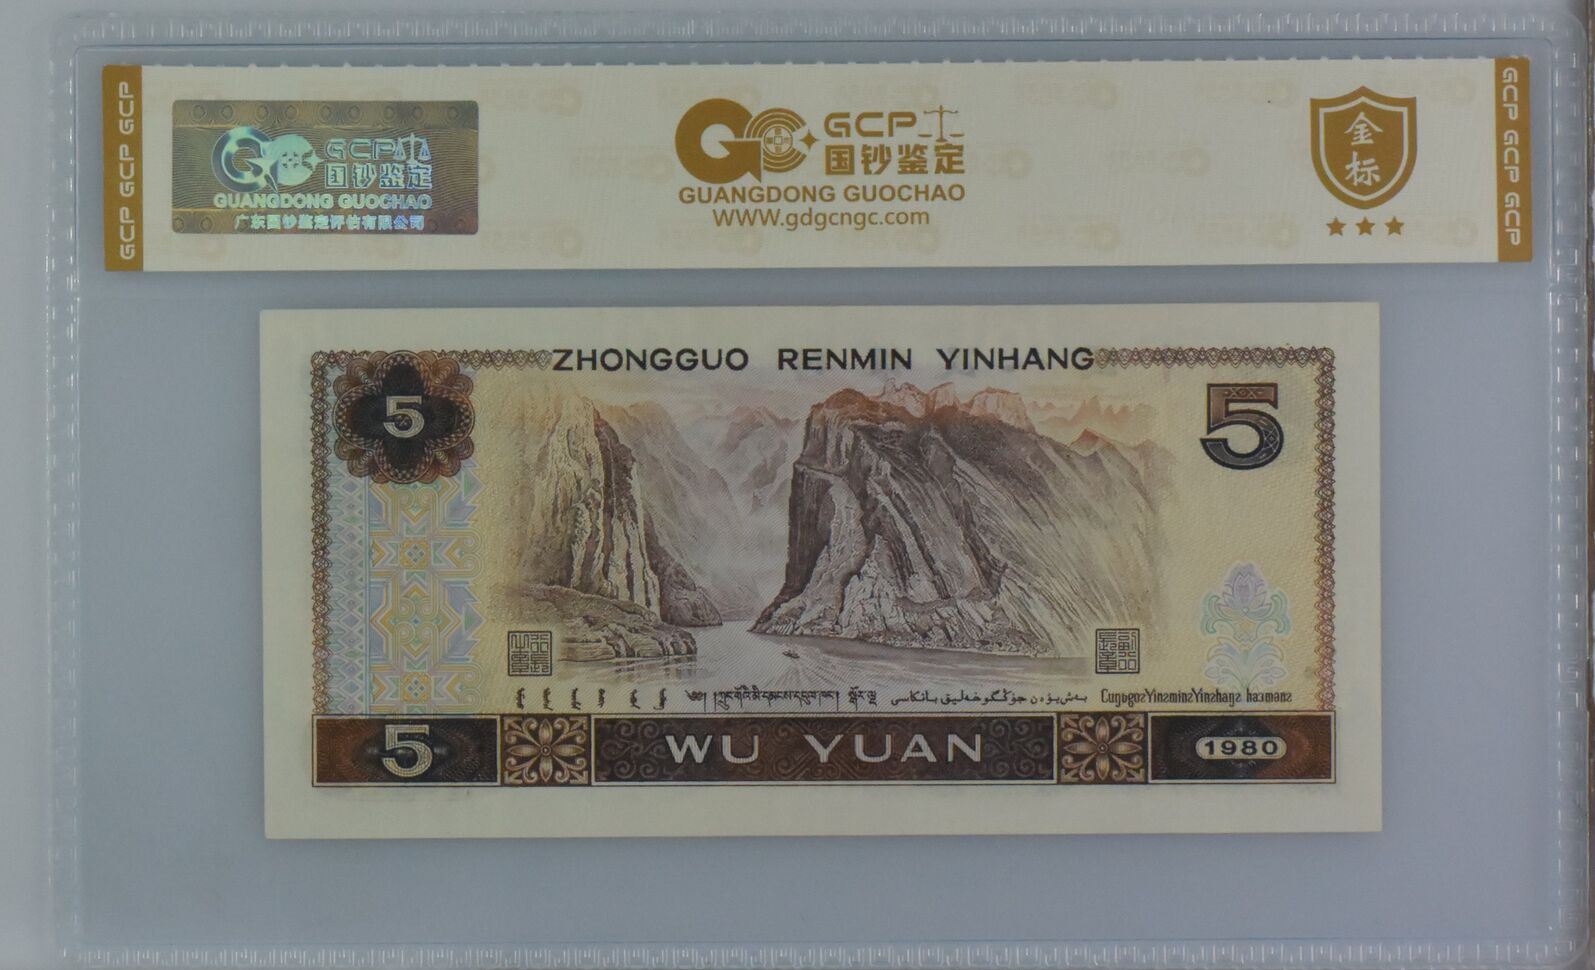 GCP GCP GCP
GCP
国钞鉴定
GUANGDONG GUOCHAO
广东国钞鉴定评估有限公司
GCP
国钞鉴定
GUANGDONG GUOCHAO
WWW.gdgcngc.com
金标
GCP GCP GCP GCP
ZHONGGUO RENMIN YINHANG
5
5
5
WU YUAN
1980